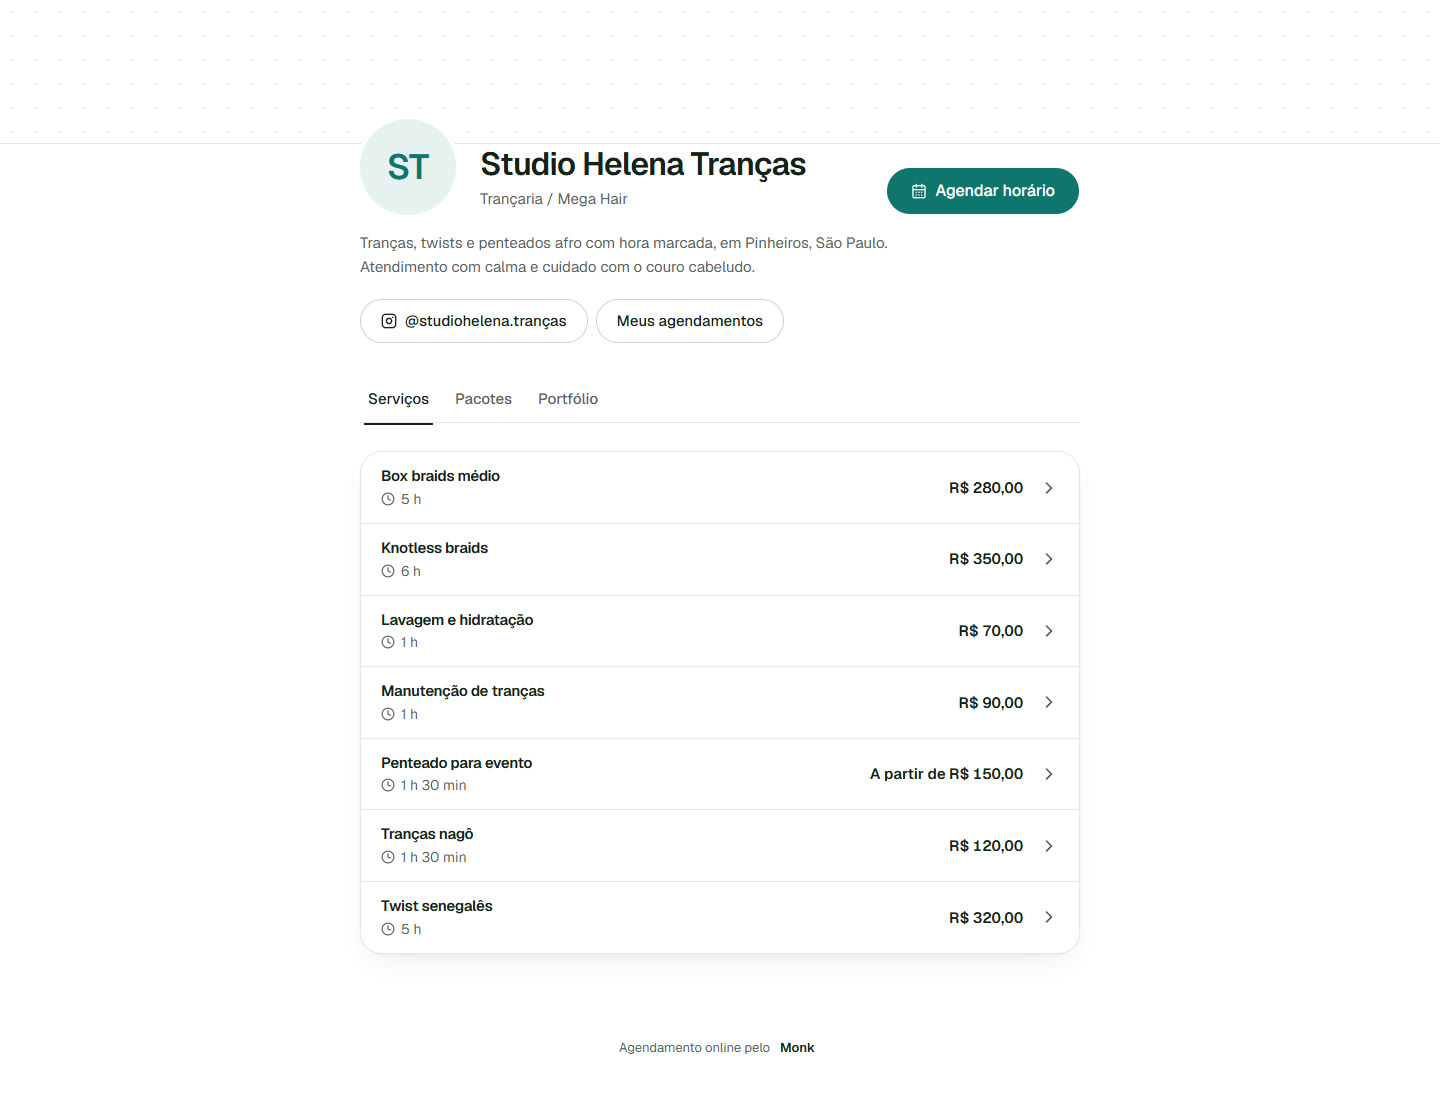 ST
Studio Helena Tranças
Trançaria / Mega Hair
Agendar horário
Tranças, twists e penteados afro com hora marcada, em Pinheiros, São Paulo.
Atendimento com calma e cuidado com o couro cabeludo.
@studiohelena.tranças
Meus agendamentos
Serviços
Pacotes
Portfólio
Box braids médio
5 h
R$ 280,00
Knotless braids
6 h
R$ 350,00
Lavagem e hidratação
1 h
R$ 70,00
Manutenção de tranças
1 h
R$ 90,00
Penteado para evento
1 h 30 min
A partir de R$ 150,00
Tranças nagô
1 h 30 min
R$ 120,00
Twist senegalês
5 h
R$ 320,00
Agendamento online pelo Monk